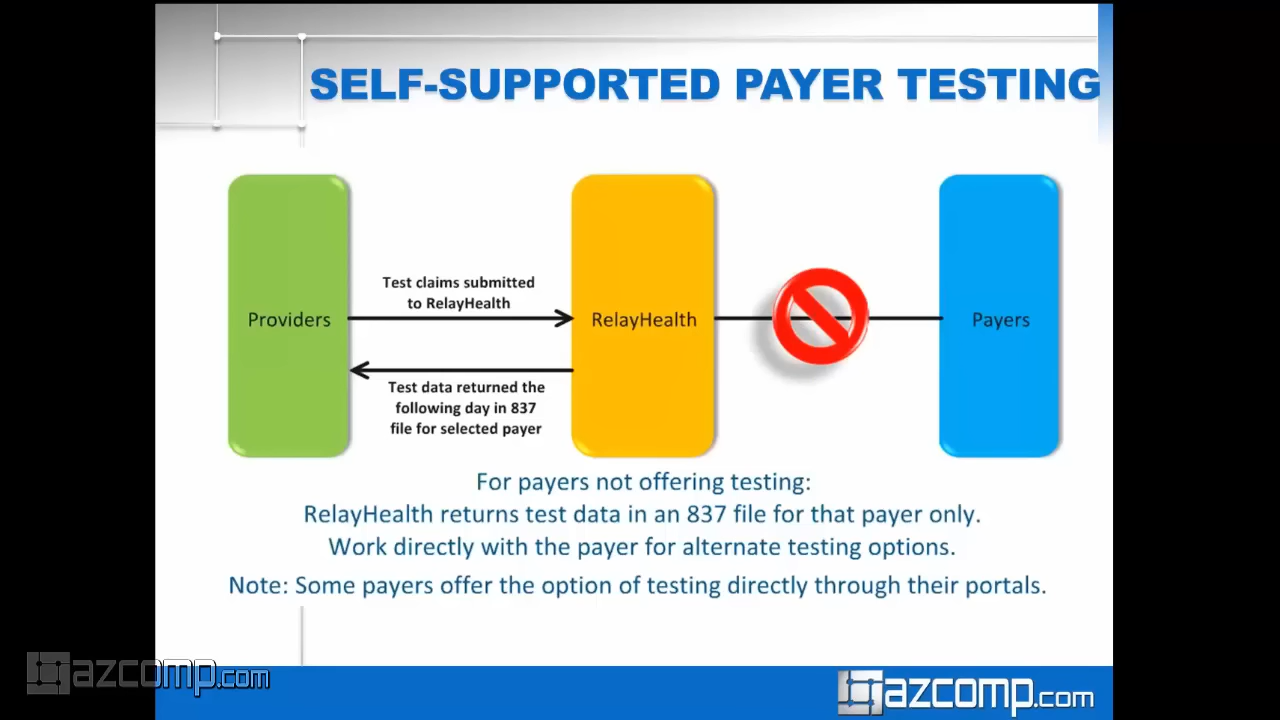 SELF-SUPPORTED PAYER TESTING
Test claims submitted
to RelayHealth
Providers
RelayHealth
Payers
Test data returned the
following day in 837
file for selected payer
For payers not offering testing:
RelayHealth returns test data in an 837 file for that payer only.
Work directly with the payer for alternate testing options.
Note: Some payers offer the option of testing directly through their portals.
azcomp.com
azcomp.com